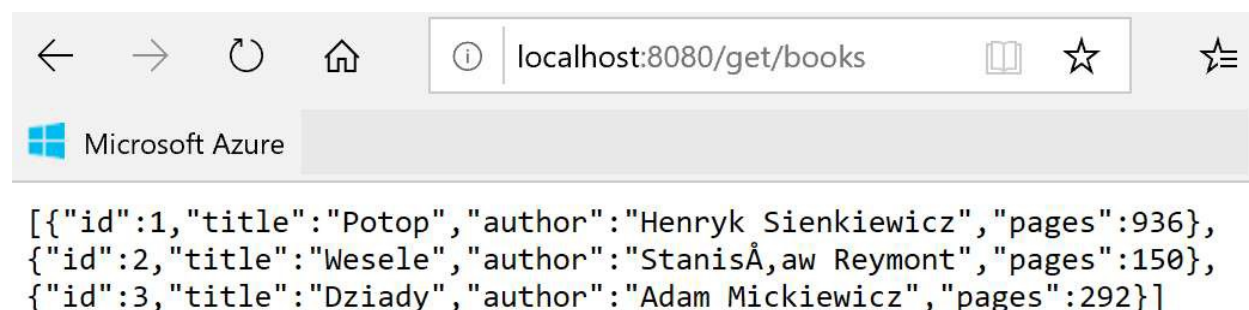 localhost:8080/get/books
Microsoft Azure
[{"id":1,"title":"Potop","author":"Henryk Sienkiewicz","pages":936},
{"id":2,"title":"Wesele","author":"StanisÅ‚aw Reymont","pages":150},
{"id":3,"title":"Dziady","author":"Adam Mickiewicz","pages":292}]